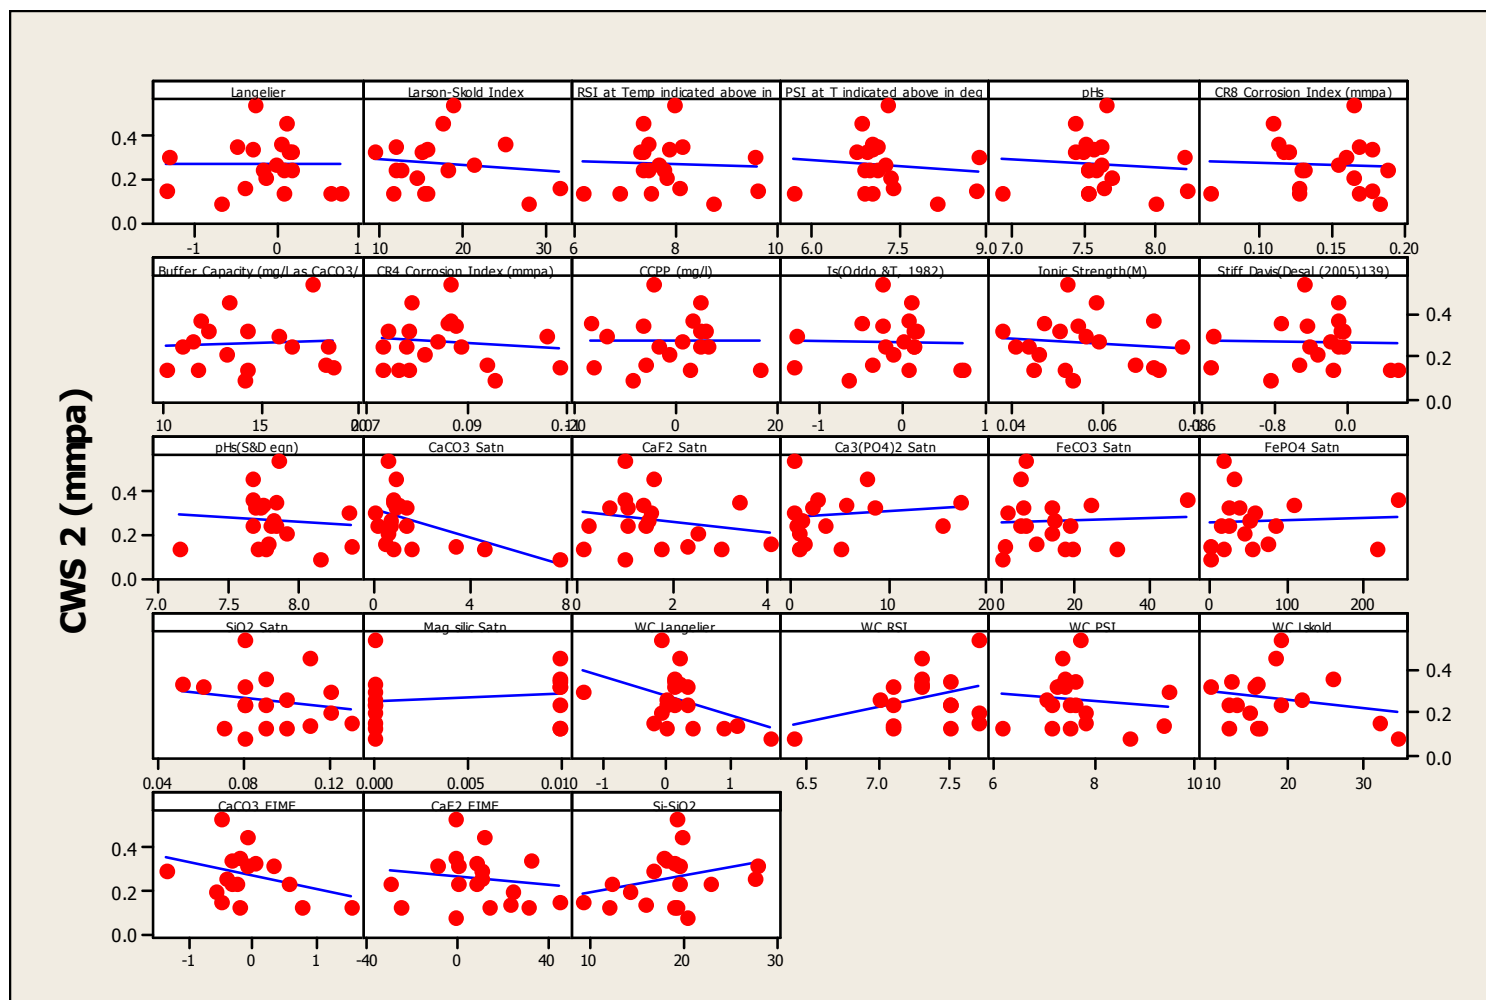 Langelier
Larson-Skold Index
RSI at Temp indicated above in
PSI at T indicated above in deg
pHs
CR8 Corrosion Index (mmpa)
0.4
0.2
0.0
-1 0 1
10 20 30
6 8 10
6.0 7.5 9.0
7.0 7.5 8.0
0.10 0.15 0.20
Buffer Capacity (mg/Las CaCO3/
CR4 Corrosion Index (mmpa)
CCPP (mg/l)
Is(Oddo &T, 1982)
Ionic Strength(M)
Stiff Davis(Desal (2005)139)
0.4
0.2
0.0
10 15
0.07 0.09
0 20
-1 0 1
0.04 0.06
-0.8 0.0
CWS 2 (mmpa)
pHs(S&D eqn)
CaCO3 Satn
CaF2 Satn
Ca3(PO4)2 Satn
FeCO3 Satn
FePO4 Satn
0.4
0.2
0.0
7.0 7.5 8.0
0 4 8
0 2 4
0 10 20
0 20 40
0 100 200
SiO2 Satn
Mag silic Satn
WC Langelier
WC RSI
WC PSI
WC Lskold
0.4
0.2
0.0
0.04 0.08 0.12
0.000 0.005 0.010
-1 0 1
6.5 7.0 7.5
6 8 10
10 20 30
CaCO3 FIMF
CaF2 FIMF
Si-SiO2
0.4
0.2
0.0
-1 0 1
-40 0 40
10 20 30